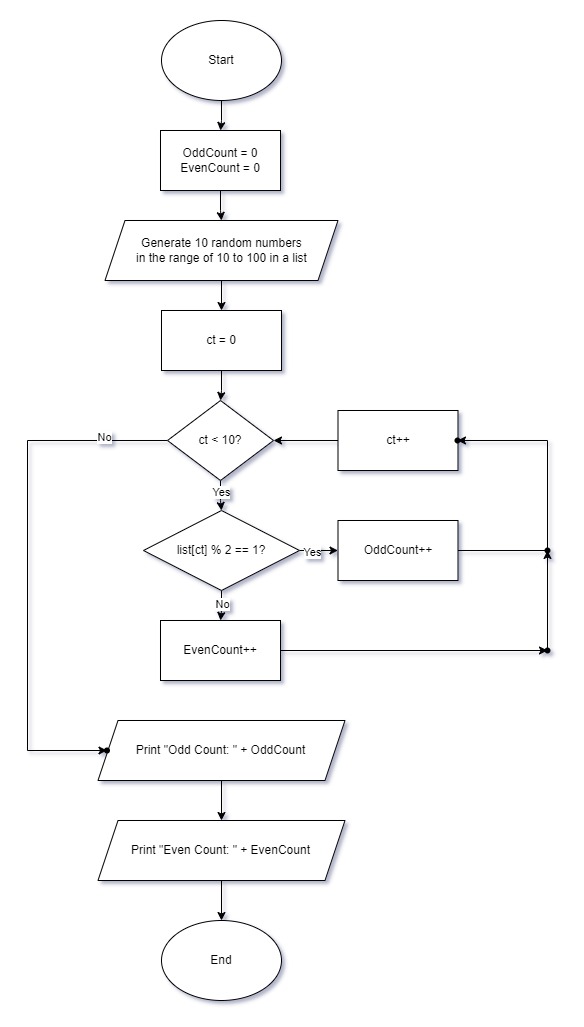 Start
OddCount = 0
EvenCount = 0
Generate 10 random numbers
in the range of 10 to 100 in a list
ct = 0
No
ct < 10?
ct++
Yes
list[ct] % 2 == 1?
Yes
OddCount++
No
EvenCount++
Print "Odd Count: " + OddCount
Print "Even Count: " + EvenCount
End